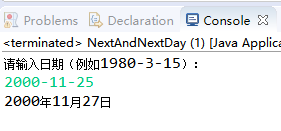 Problems Declaration Console
<terminated> NextAndNextDay (1) [Java Applic
请输入日期（例如1980-3-15）：
2000-11-25
2000年11月27日